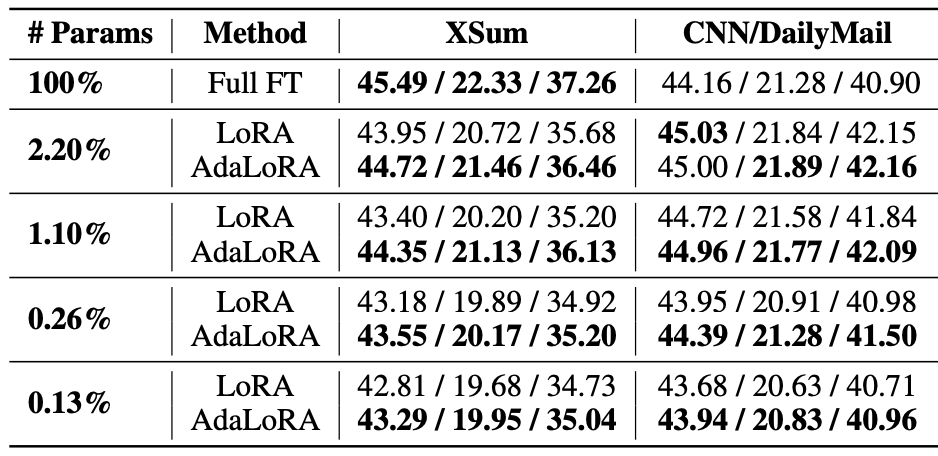 # Params Method XSum CNN/DailyMail
100% Full FT 45.49 / 22.33 / 37.26 44.16 / 21.28 / 40.90
2.20%
LoRA 43.95 / 20.72 / 35.68 45.03 / 21.84 / 42.15
AdaLoRA 44.72 / 21.46 / 36.46 45.00 / 21.89 / 42.16
1.10%
LoRA 43.40 / 20.20 / 35.20 44.72 / 21.58 / 41.84
AdaLoRA 44.35 / 21.13 / 36.13 44.96 / 21.77 / 42.09
0.26%
LoRA 43.18 / 19.89 / 34.92 43.95 / 20.91 / 40.98
AdaLoRA 43.55 / 20.17 / 35.20 44.39 / 21.28 / 41.50
0.13%
LoRA 42.81 / 19.68 / 34.73 43.68 / 20.63 / 40.71
AdaLoRA 43.29 / 19.95 / 35.04 43.94 / 20.83 / 40.96